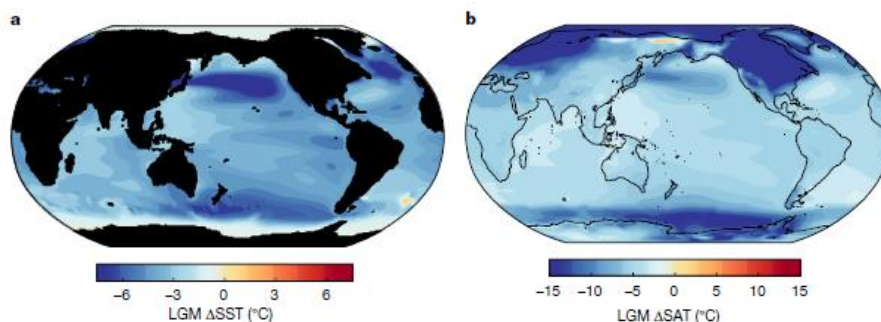 a
b
−6 −3 0 3 6
LGM ΔSST (°C)
−15 −10 −5 0 5 10 15
LGM ΔSAT (°C)